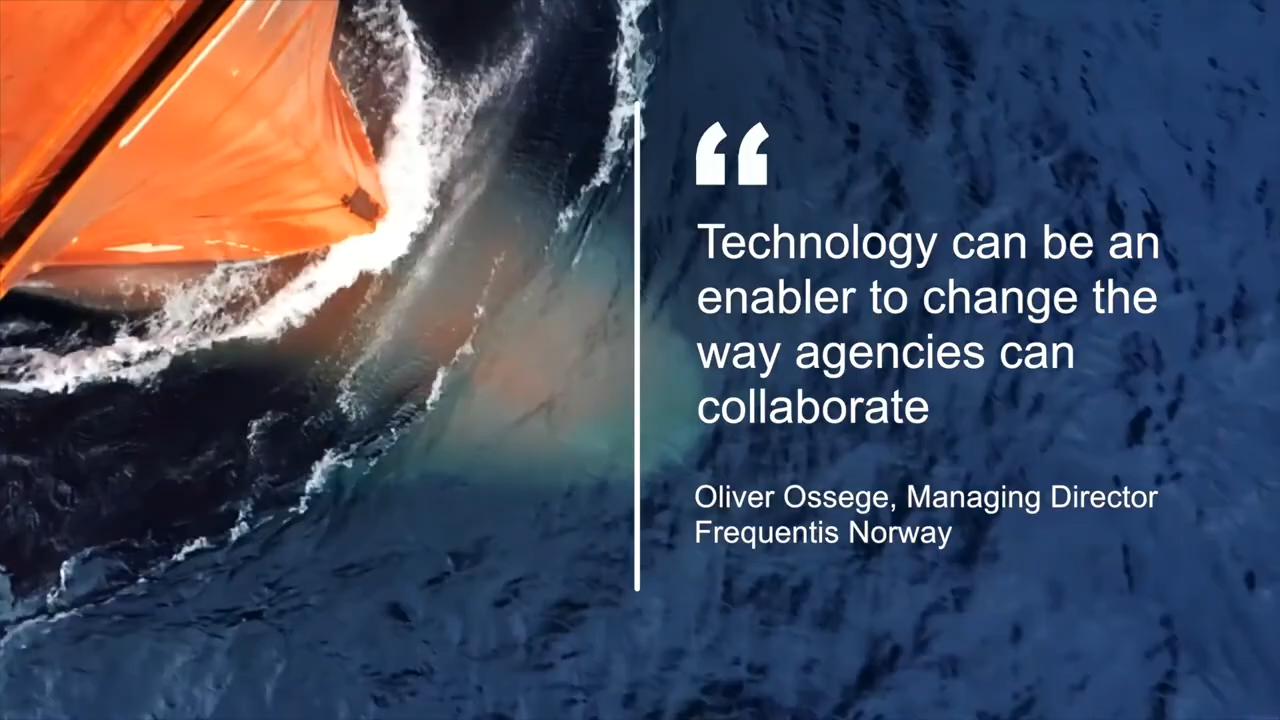 “
Technology can be an
enabler to change the
way agencies can
collaborate
Oliver Ossege, Managing Director
Frequentis Norway